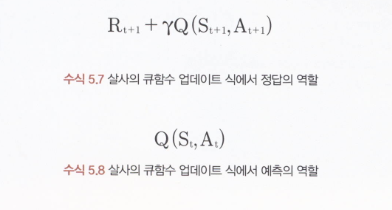 R_{t+1} + γQ(S_{t+1}, A_{t+1})
수식 5.7 살사의 큐함수 업데이트 식에서 정답의 역할
Q(S_t, A_t)
수식 5.8 살사의 큐함수 업데이트 식에서 예측의 역할